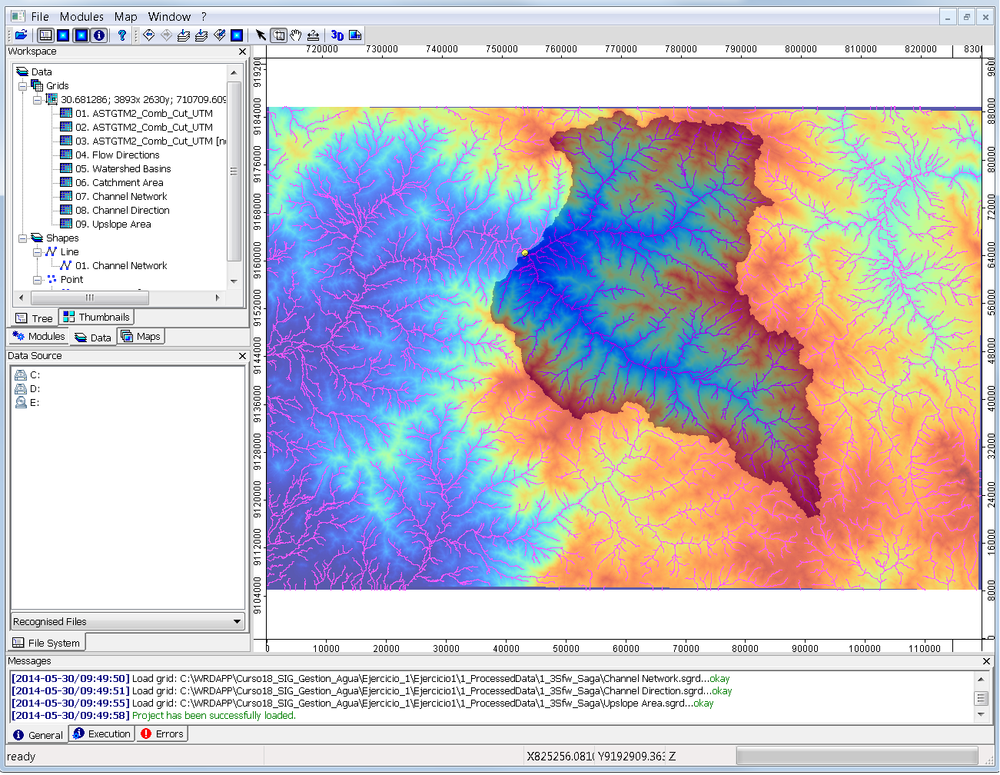 File Modules Map Window ?
3D
Workspace
Data
Grids
30.681286; 3893x 2630y; 710709.609
01. ASTGTM2_Comb_Cut_UTM
02. ASTGTM2_Comb_Cut_UTM
03. ASTGTM2_Comb_Cut_UTM [n
04. Flow Directions
05. Watershed Basins
06. Catchment Area
07. Channel Network
08. Channel Direction
09. Upslope Area
Shapes
Line
01. Channel Network
Point
Tree Thumbnails
Modules Data Maps
Data Source
C:
D:
E:
Recognised Files
File System
720000 730000 740000 750000 760000 770000 780000 790000 800000 810000 820000 830
91920
9184000
9176000
9168000
9160000
9152000
9144000
9136000
9128000
9120000
9112000
9104000
960
88000
80000
72000
64000
56000
48000
40000
32000
24000
16000
8000
0
0 10000 20000 30000 40000 50000 60000 70000 80000 90000 100000 110000
Messages
[2014-05-30/09:49:50] Load grid: C:\WRDAPP\Curso18_SIG_Gestion_Agua\Ejercicio_1\Ejercicio1\1_ProcessedData\1_3Sfw_Saga\Channel Network.sgrd...okay
[2014-05-30/09:49:51] Load grid: C:\WRDAPP\Curso18_SIG_Gestion_Agua\Ejercicio_1\Ejercicio1\1_ProcessedData\1_3Sfw_Saga\Channel Direction.sgrd...okay
[2014-05-30/09:49:55] Load grid: C:\WRDAPP\Curso18_SIG_Gestion_Agua\Ejercicio_1\Ejercicio1\1_ProcessedData\1_3Sfw_Saga\Upslope Area.sgrd...okay
[2014-05-30/09:49:58] Project has been successfully loaded.
General Execution Errors
ready X825256.081 Y9192909.363 Z